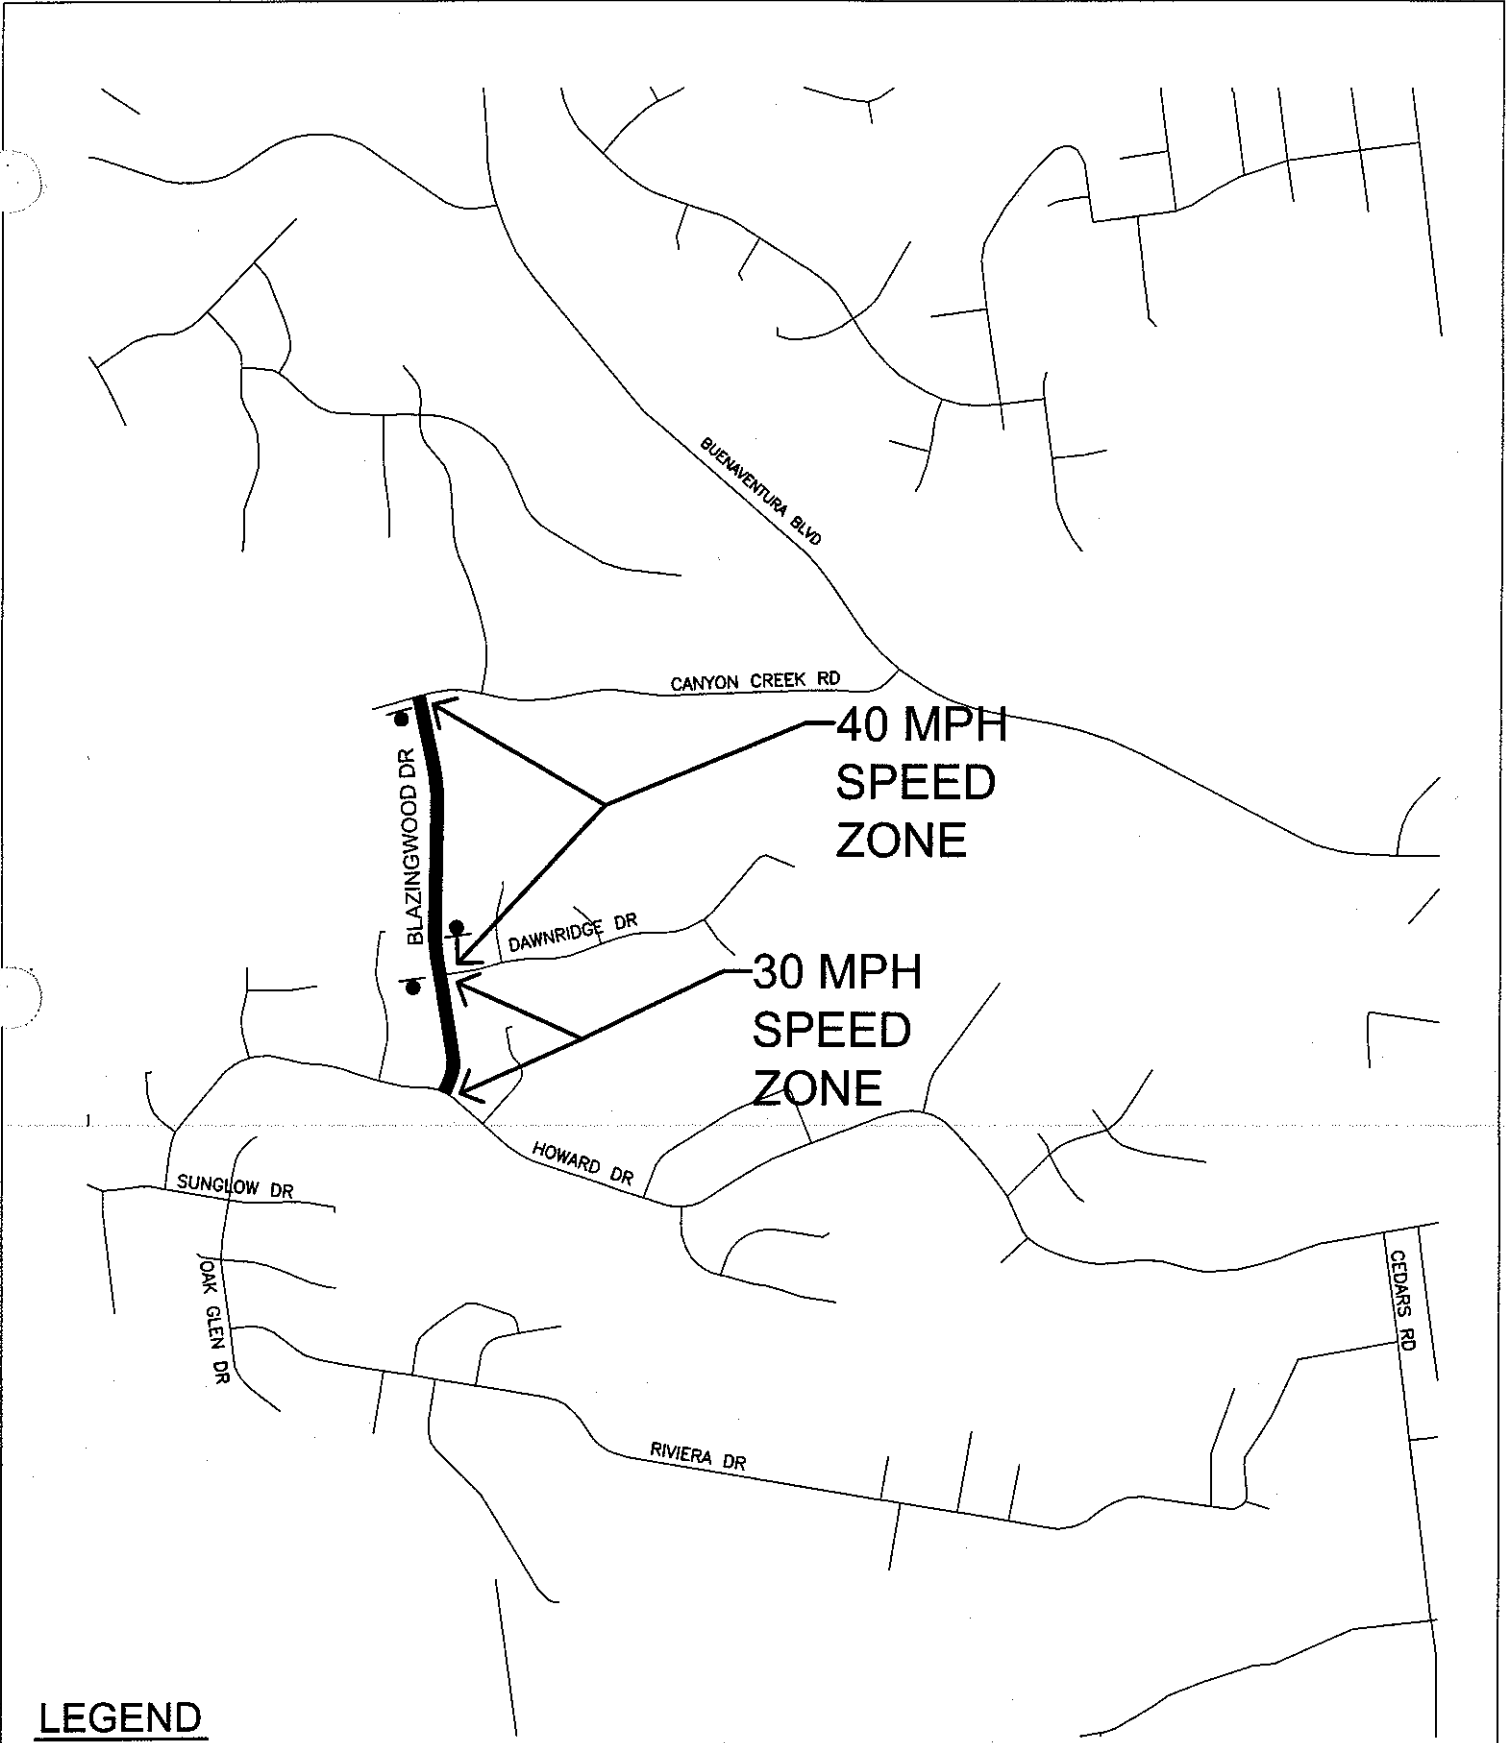 BUENAVENTURA BLVD
CANYON CREEK RD
40 MPH
SPEED
ZONE
BLAZINGWOOD DR
DAWNRIDGE DR
30 MPH
SPEED
ZONE
HOWARD DR
SUNGLOW DR
OAK GLEN DR
CEDARS RD
RIVIERA DR
LEGEND